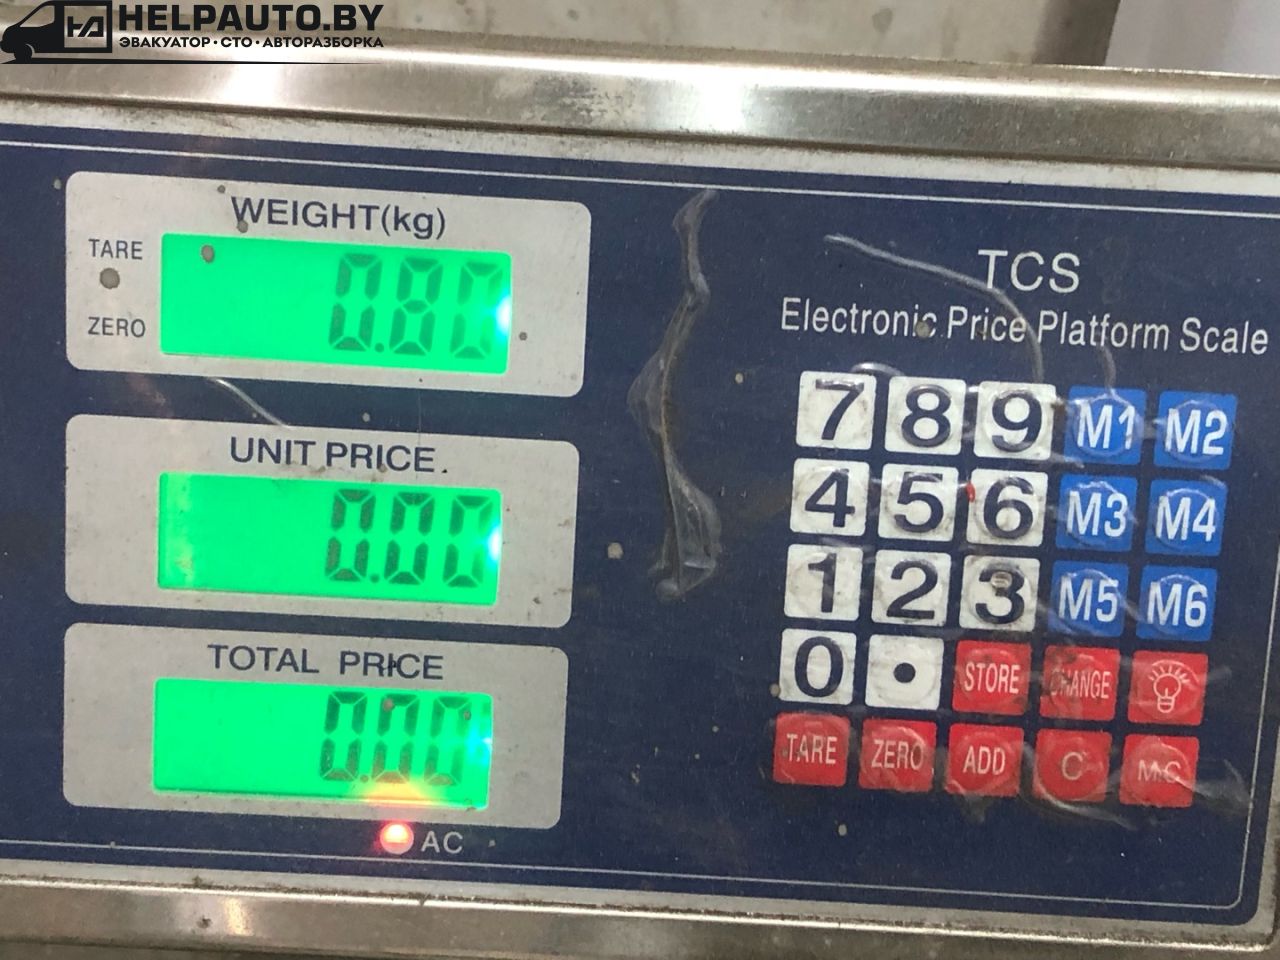 HA
HELPAUTO.BY
ЭВАКУАТОР·СТО·АВТОРАЗБОРКА
WEIGHT(kg)
TARE
ZERO
0.80
UNIT PRICE
0.00
TOTAL PRICE
0.00
AC
TCS
Electronic Price Platform Scale
7 8 9 M1 M2
4 5 6 M3 M4
1 2 3 M5 M6
0 . STORE CHANGE
TARE ZERO ADD C MC